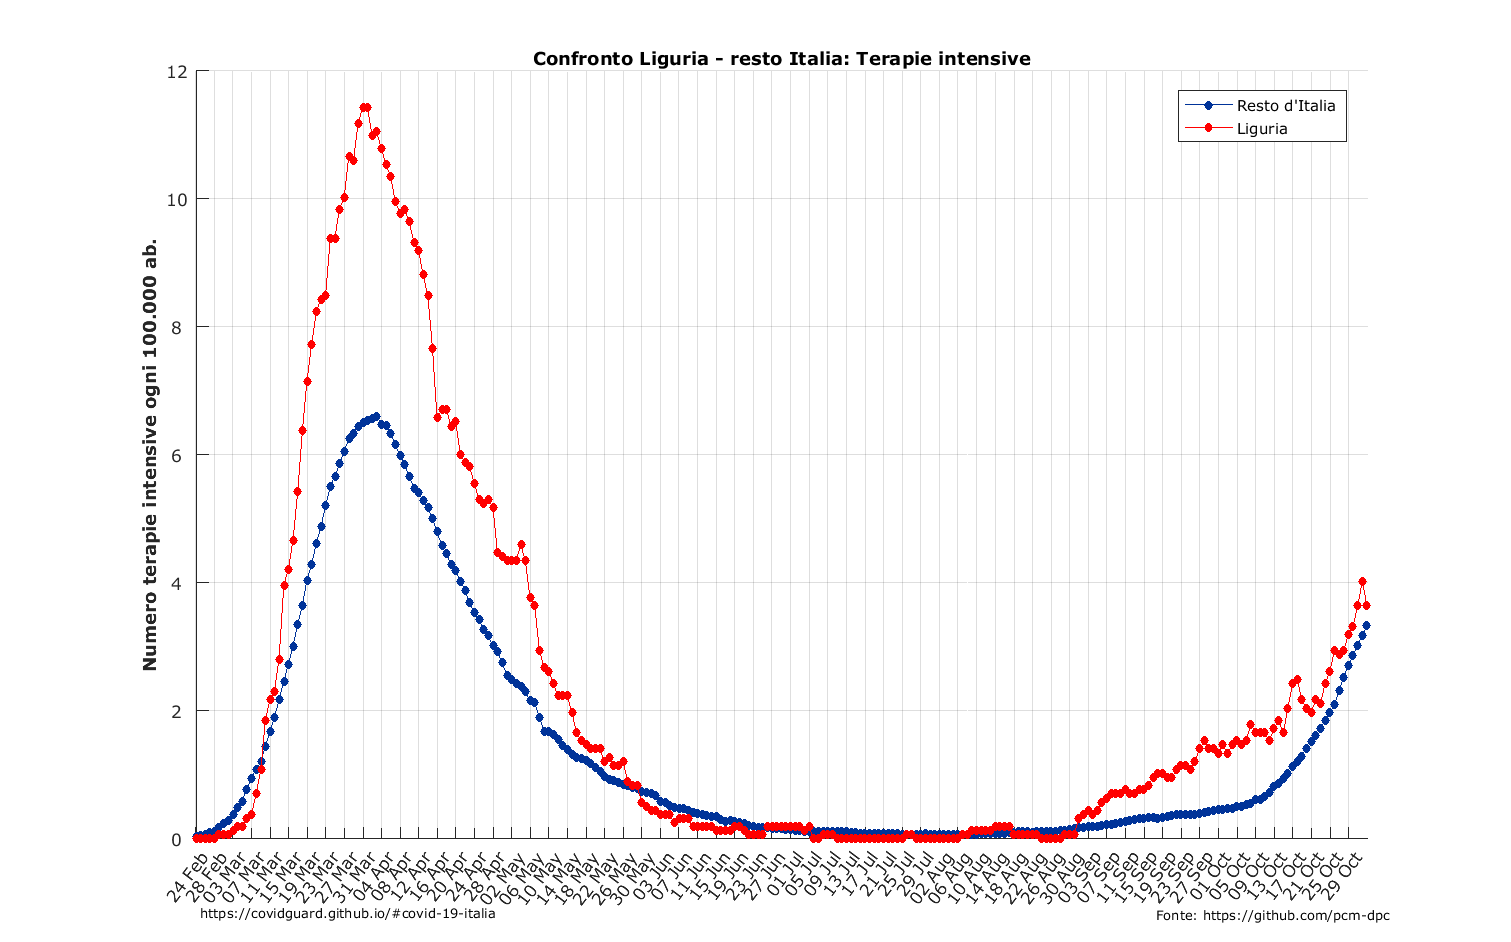 Confronto Liguria - resto Italia: Terapie intensive
Numero terapie intensive ogni 100.000 ab.
12
10
8
6
4
2
0
Resto d'Italia
Liguria
24 Feb
28 Feb
03 Mar
07 Mar
11 Mar
15 Mar
19 Mar
23 Mar
27 Mar
31 Mar
04 Apr
08 Apr
12 Apr
16 Apr
20 Apr
24 Apr
28 Apr
02 May
06 May
10 May
14 May
18 May
22 May
26 May
30 May
03 Jun
07 Jun
11 Jun
15 Jun
19 Jun
23 Jun
27 Jun
01 Jul
05 Jul
09 Jul
13 Jul
17 Jul
21 Jul
25 Jul
29 Jul
02 Aug
06 Aug
10 Aug
14 Aug
18 Aug
22 Aug
26 Aug
30 Aug
03 Sep
07 Sep
11 Sep
15 Sep
19 Sep
23 Sep
27 Sep
01 Oct
05 Oct
09 Oct
13 Oct
17 Oct
21 Oct
25 Oct
29 Oct
https://covidguard.github.io/#covid-19-italia
Fonte: https://github.com/pcm-dpc